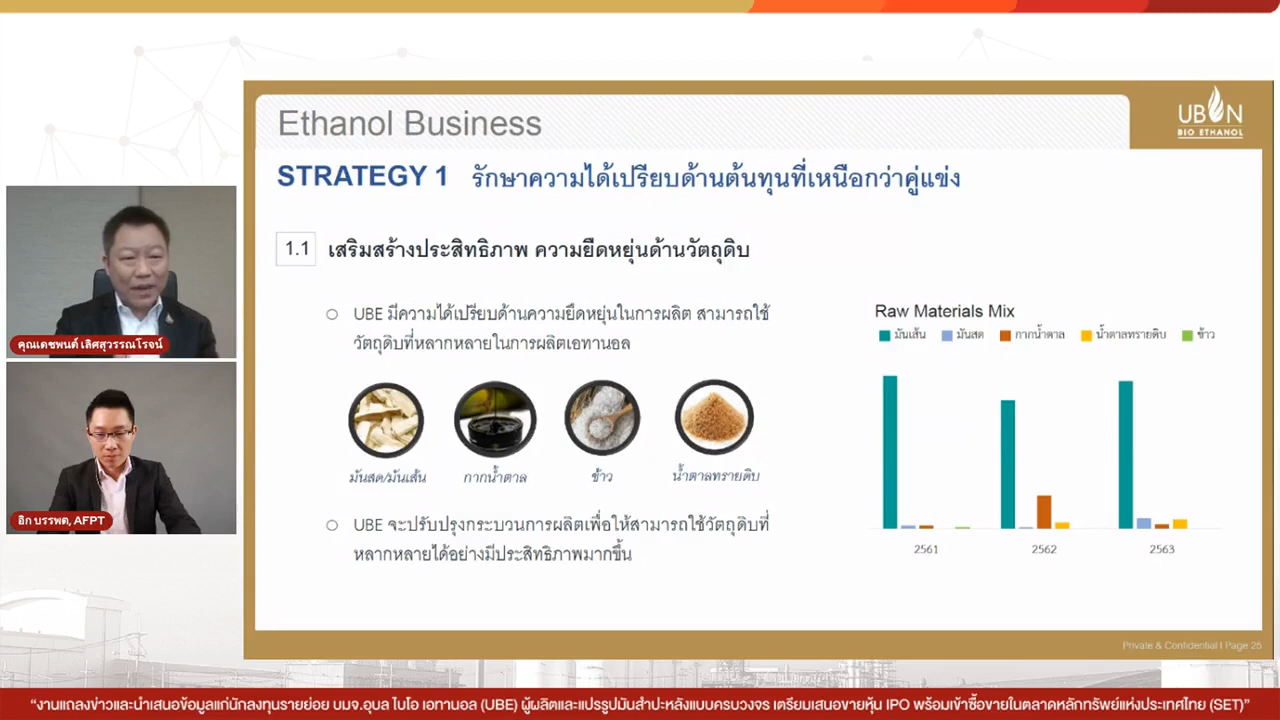 Ethanol Business
UBON
BIO ETHANOL
STRATEGY 1 รักษาความได้เปรียบด้านต้นทุนที่เหนือกว่าคู่แข่ง
1.1 เสริมสร้างประสิทธิภาพ ความยืดหยุ่นด้านวัตถุดิบ
UBE มีความได้เปรียบด้านความยืดหยุ่นในการผลิต สามารถใช้
วัตถุดิบที่หลากหลายในการผลิตเอทานอล
มันสด/มันเส้น
กากน้ำตาล
ข้าว
น้ำตาลทรายดิบ
UBE จะปรับปรุงกระบวนการผลิตเพื่อให้สามารถใช้วัตถุดิบที่
หลากหลายได้อย่างมีประสิทธิภาพมากขึ้น
Raw Materials Mix
มันเส้น มันสด กากน้ำตาล น้ำตาลทรายดิบ ข้าว
2561 2562 2563
Private & Confidential I Page 25
คุณเดชพนต์ เลิศสุวรรณโรจน์
อิก บรรพต, AFPT
“งานแถลงข่าวและนำเสนอข้อมูลแก่นักลงทุนรายย่อย บมจ.อุบล ไบโอ เอทานอล (UBE) ผู้ผลิตและแปรรูปมันสำปะหลังแบบครบวงจร เตรียมเสนอขายหุ้น IPO พร้อมเข้าซื้อขายในตลาดหลักทรัพย์แห่งประเทศไทย (SET)”